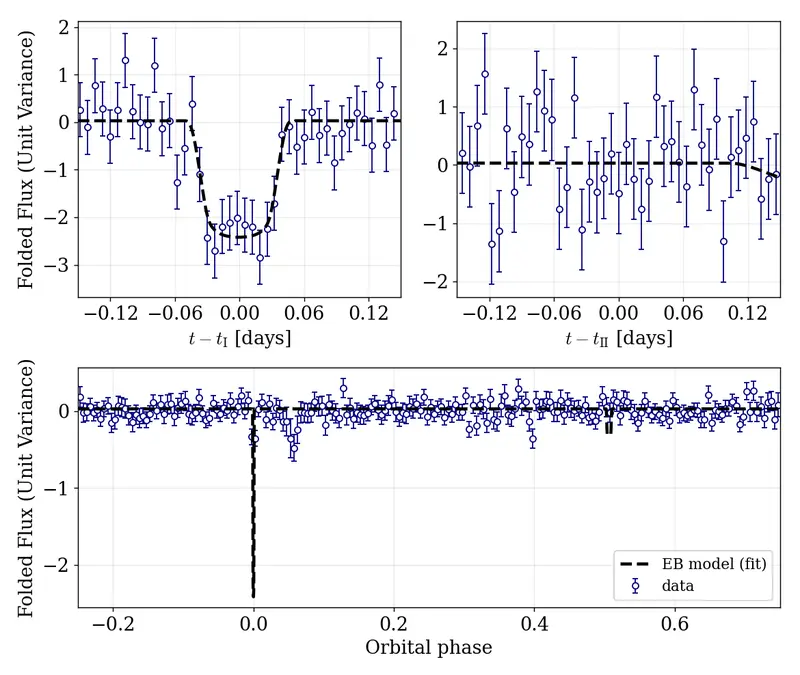 Folded Flux (Unit Variance)
2
1
0
−1
−2
−3
−0.12 −0.06 0.00 0.06 0.12
t − tI [days]
2
1
0
−1
−2
−0.12 −0.06 0.00 0.06 0.12
t − tII [days]
Folded Flux (Unit Variance)
0
−1
−2
−0.2 0.0 0.2 0.4 0.6
Orbital phase
EB model (fit)
data